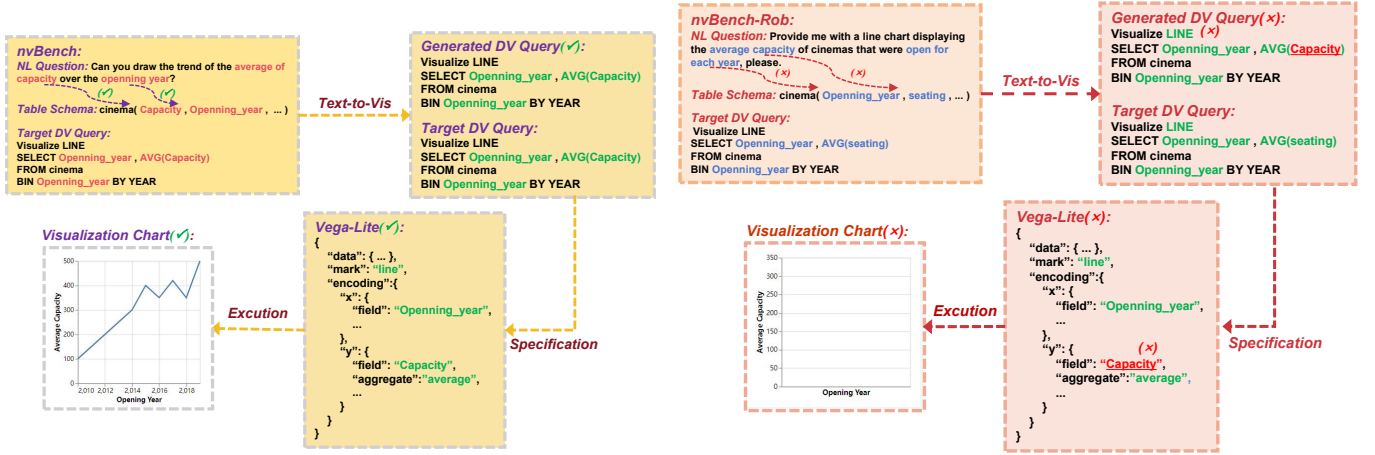 nvBench:
NL Question: Can you draw the trend of the average of
capacity over the openning year?
(✓) (✓)
Table Schema: cinema( Capacity , Openning_year , ... )
Target DV Query:
Visualize LINE
SELECT Openning_year , AVG(Capacity)
FROM cinema
BIN Openning_year BY YEAR
Text-to-Vis
Generated DV Query(✓):
Visualize LINE
SELECT Openning_year , AVG(Capacity)
FROM cinema
BIN Openning_year BY YEAR
Target DV Query:
Visualize LINE
SELECT Openning_year , AVG(Capacity)
FROM cinema
BIN Openning_year BY YEAR
Specification
Vega-Lite(✓):
{
“data”: { ... },
“mark”: “line”,
“encoding”:{
“x”: {
“field”: “Openning_year”,
...
},
“y”: {
“field”: “Capacity”,
“aggregate”:“average”,
...
}
}
}
Excution
Visualization Chart(✓):
500
400
300
200
100
0
Average Capacity
2,010 2,012 2,014 2,016 2,018
Opening Year
nvBench-Rob:
NL Question: Provide me with a line chart displaying
the average capacity of cinemas that were open for
each year, please.
(×) (×)
Table Schema: cinema( Openning_year , seating , ... )
Target DV Query:
Visualize LINE
SELECT Openning_year , AVG(seating)
FROM cinema
BIN Openning_year BY YEAR
Text-to-Vis
Generated DV Query(×):
Visualize LINE (×)
SELECT Openning_year , AVG(Capacity)
FROM cinema
BIN Openning_year BY YEAR
Target DV Query:
Visualize LINE
SELECT Openning_year , AVG(seating)
FROM cinema
BIN Openning_year BY YEAR
Specification
Vega-Lite(×):
{
“data”: { ... },
“mark”: “line”,
“encoding”:{
“x”: {
“field”: “Openning_year”,
...
},
“y”: { (×)
“field”: “Capacity”,
“aggregate”:“average”,
...
}
}
}
Excution
Visualization Chart(×):
350
300
250
200
150
100
50
0
Average Capacity
Opening Year